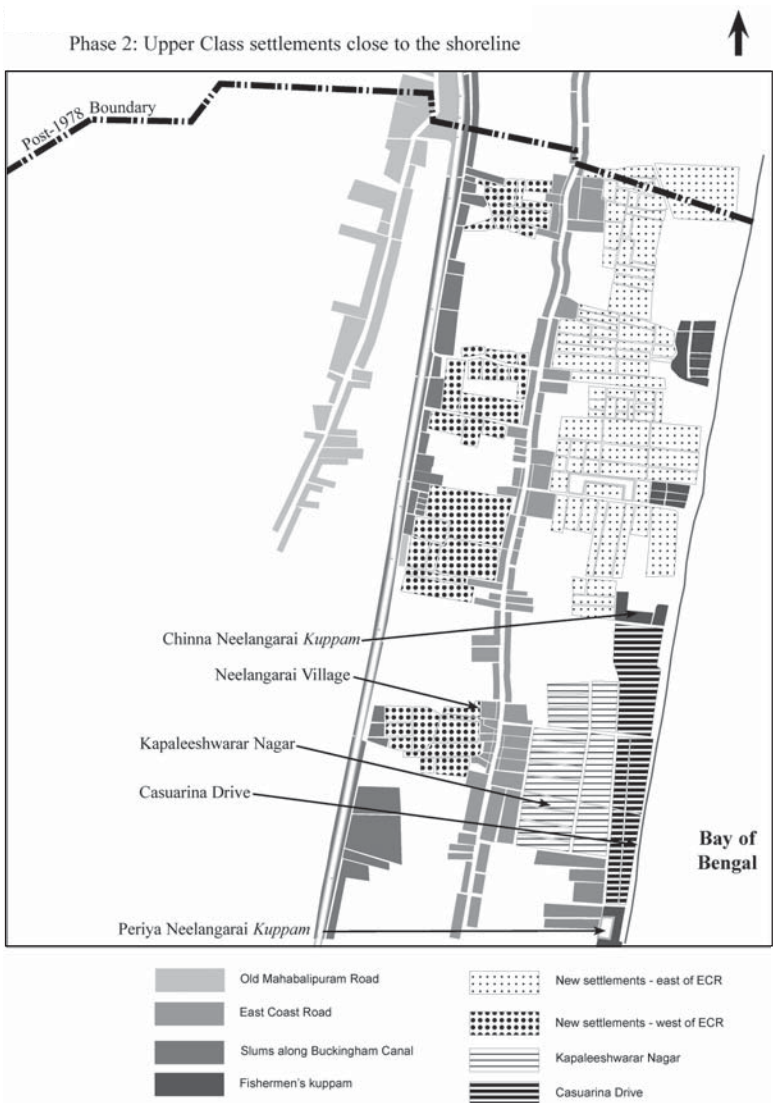 Phase 2: Upper Class settlements close to the shoreline
Post-1978 Boundary
Chinna Neelangarai Kuppam
Neelangarai Village
Kapaleeshwarar Nagar
Casuarina Drive
Bay of
Bengal
Periya Neelangarai Kuppam
Old Mahabalipuram Road
East Coast Road
Slums along Buckingham Canal
Fishermen's kuppam
New settlements - east of ECR
New settlements - west of ECR
Kapaleeshwarar Nagar
Casuarina Drive